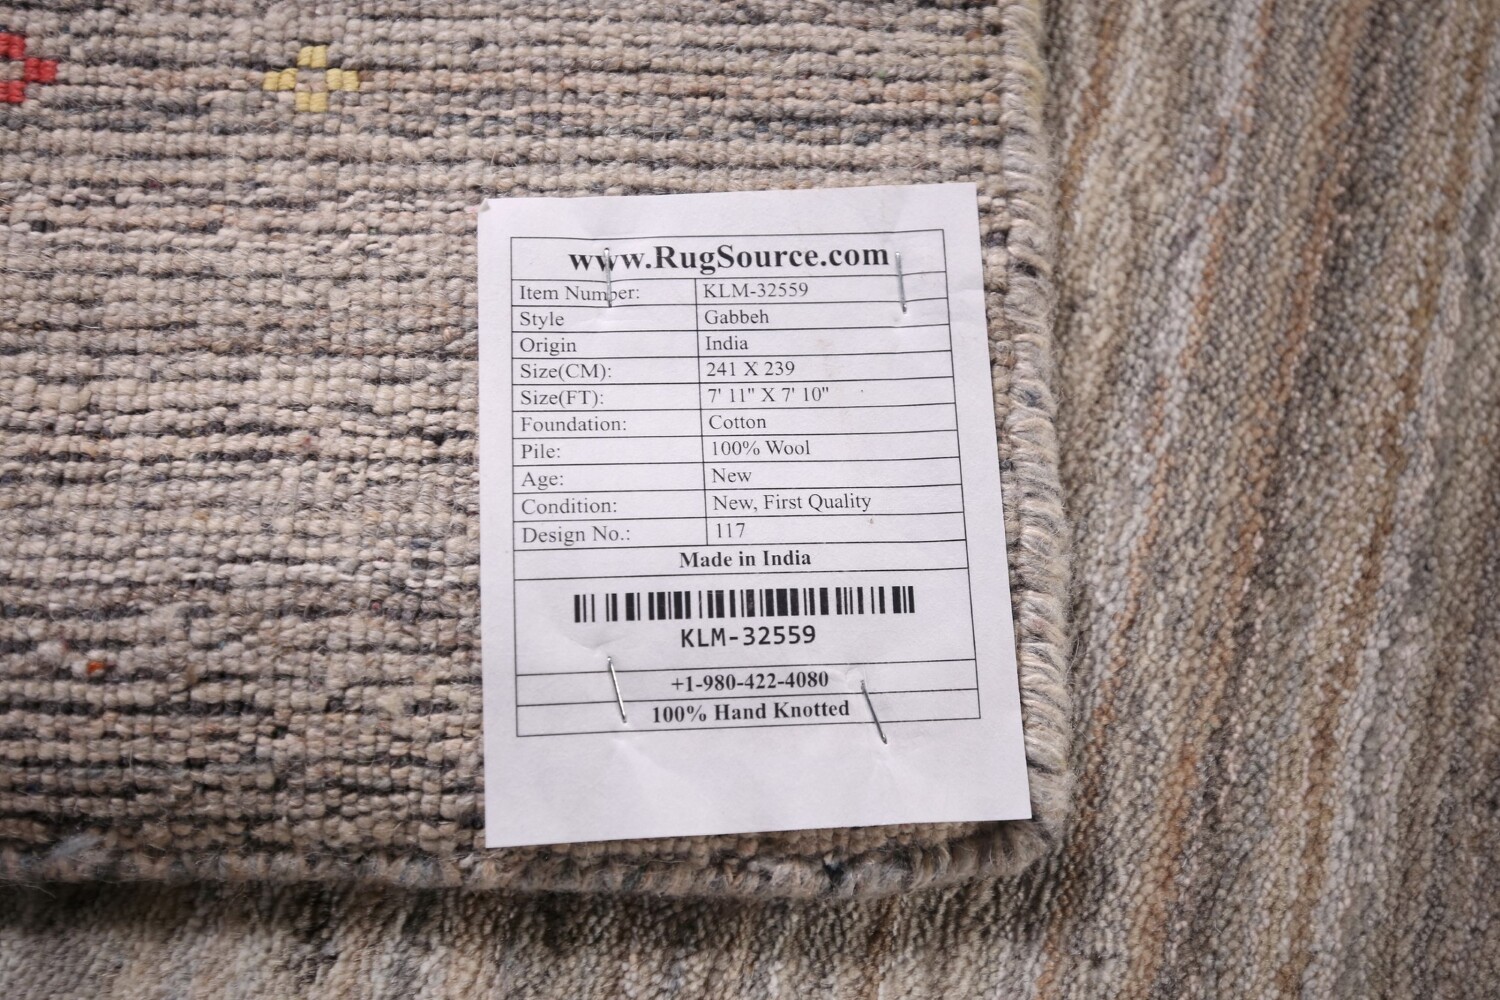 www.RugSource.com
Item Number: KLM-32559
Style Gabbeh
Origin India
Size(CM): 241 X 239
Size(FT): 7' 11" X 7' 10"
Foundation: Cotton
Pile: 100% Wool
Age: New
Condition: New, First Quality
Design No.: 117
Made in India
KLM-32559
+1-980-422-4080
100% Hand Knotted